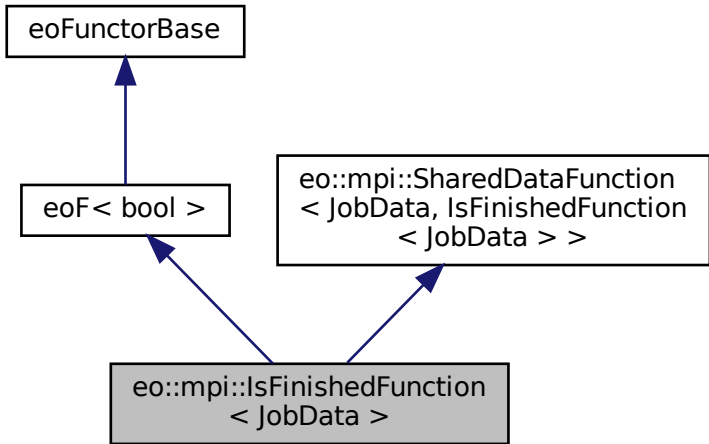 eoFunctorBase
eoF< bool >
eo::mpi::SharedDataFunction
< JobData, IsFinishedFunction
< JobData > >
eo::mpi::IsFinishedFunction
< JobData >